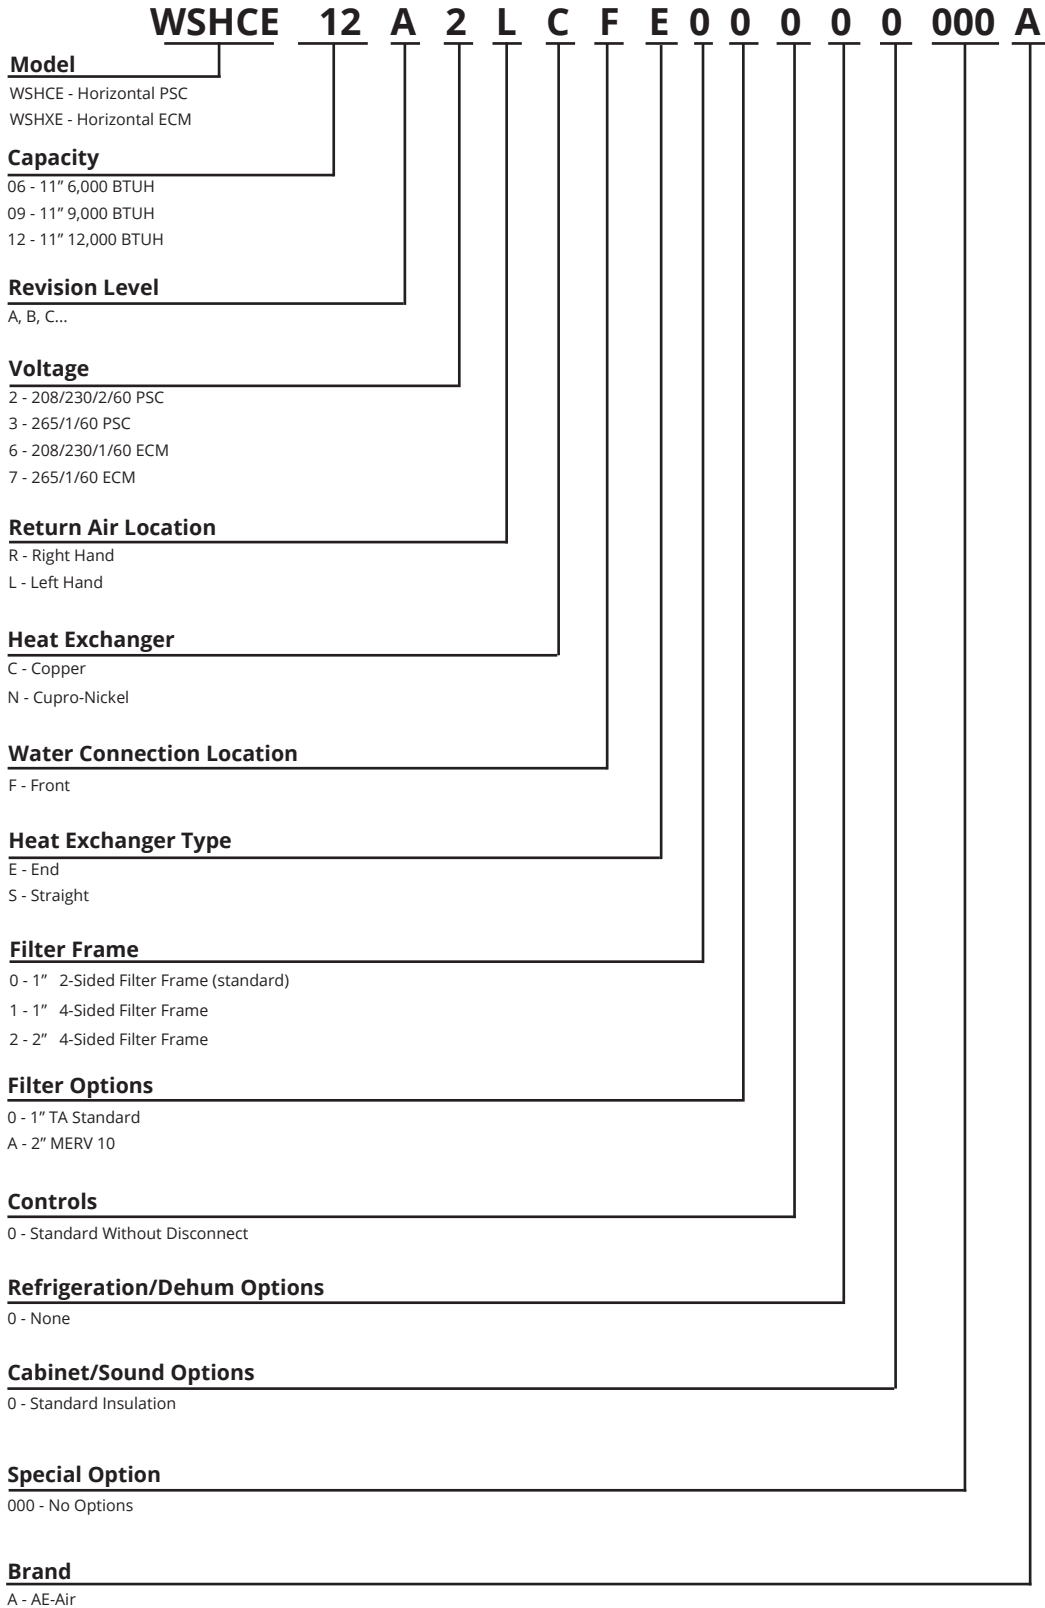 WSHCE 12 A 2 L C F E 0 0 0 0 0 000 A
Model
WSHCE - Horizontal PSC
WSHXE - Horizontal ECM
Capacity
06 - 11” 6,000 BTUH
09 - 11” 9,000 BTUH
12 - 11” 12,000 BTUH
Revision Level
A, B, C...
Voltage
2 - 208/230/2/60 PSC
3 - 265/1/60 PSC
6 - 208/230/1/60 ECM
7 - 265/1/60 ECM
Return Air Location
R - Right Hand
L - Left Hand
Heat Exchanger
C - Copper
N - Cupro-Nickel
Water Connection Location
F - Front
Heat Exchanger Type
E - End
S - Straight
Filter Frame
0 - 1” 2-Sided Filter Frame (standard)
1 - 1” 4-Sided Filter Frame
2 - 2” 4-Sided Filter Frame
Filter Options
0 - 1” TA Standard
A - 2” MERV 10
Controls
0 - Standard Without Disconnect
Refrigeration/Dehum Options
0 - None
Cabinet/Sound Options
0 - Standard Insulation
Special Option
000 - No Options
Brand
A - AE-Air